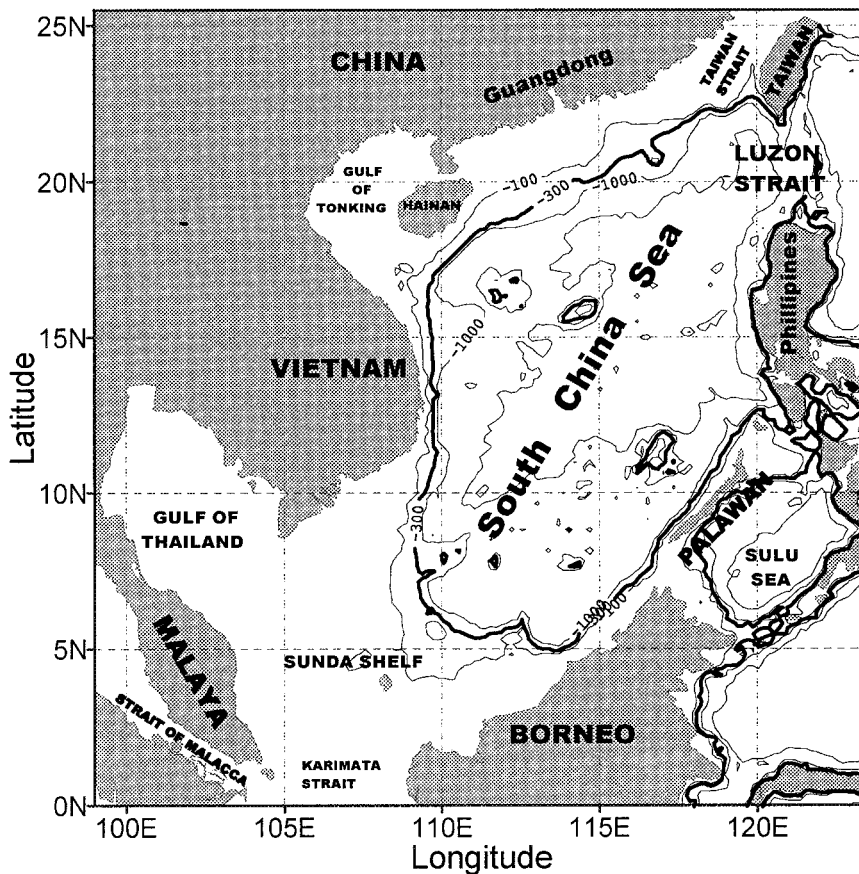 25N
20N
15N
10N
5N
0N
Latitude
100E
105E
110E
115E
120E
Longitude
CHINA
Guangdong
TAIWAN
STRAIT
TAIWAN
LUZON
STRAIT
GULF
OF
TONKING
HAINAN
-100
-300
-1000
South China Sea
Phillipines
-1000
VIETNAM
GULF OF
THAILAND
-300
PALAWAN
SULU
SEA
-1000
-100
MALAYA
SUNDA SHELF
STRAIT OF MALACCA
KARIMATA
STRAIT
BORNEO